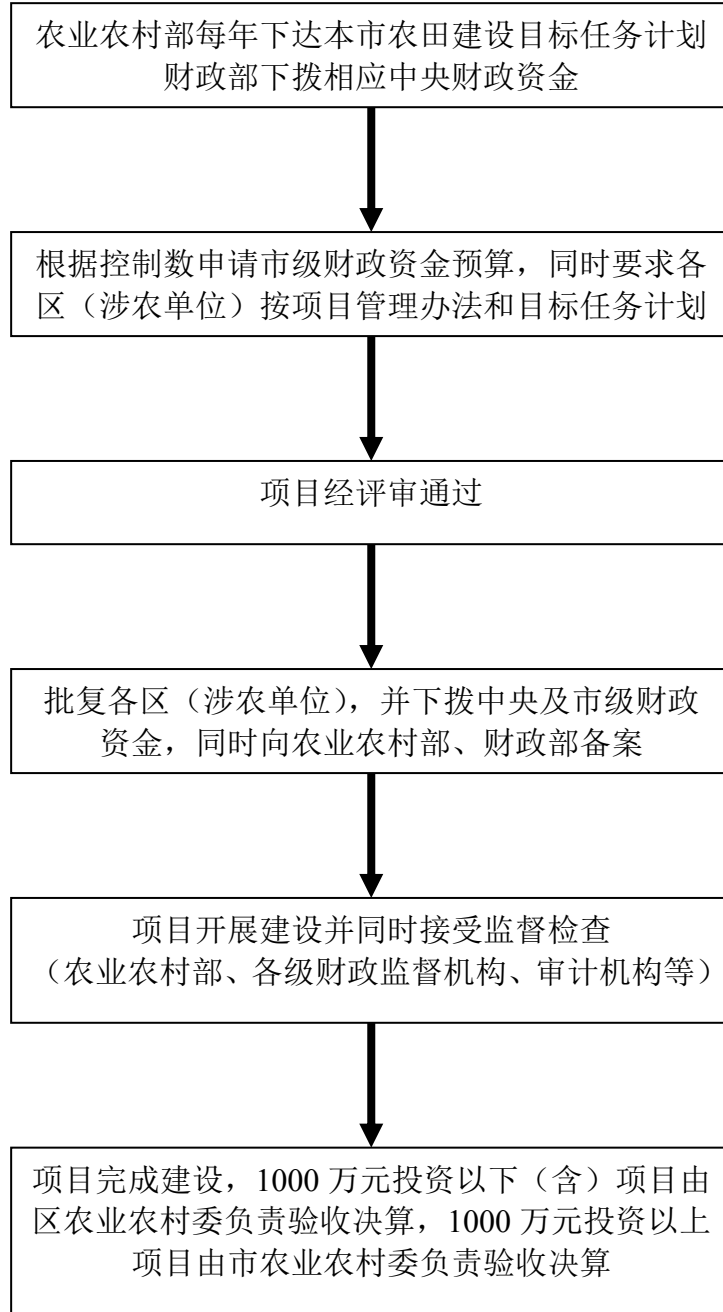 农业农村部每年下达本市农田建设目标任务计划
财政部下拨相应中央财政资金
根据控制数申请市级财政资金预算，同时要求各
区（涉农单位）按项目管理办法和目标任务计划
项目经评审通过
批复各区（涉农单位），并下拨中央及市级财政
资金，同时向农业农村部、财政部备案
项目开展建设并同时接受监督检查
（农业农村部、各级财政监督机构、审计机构等）
项目完成建设，1000 万元投资以下（含）项目由
区农业农村委负责验收决算，1000 万元投资以上
项目由市农业农村委负责验收决算